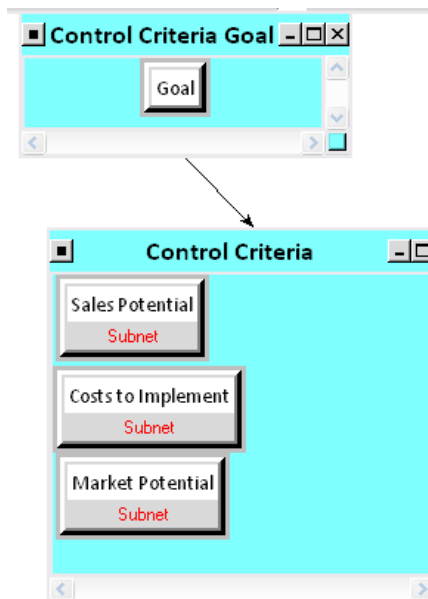 Control Criteria Goal
Goal
Control Criteria
Sales Potential
Subnet
Costs to Implement
Subnet
Market Potential
Subnet